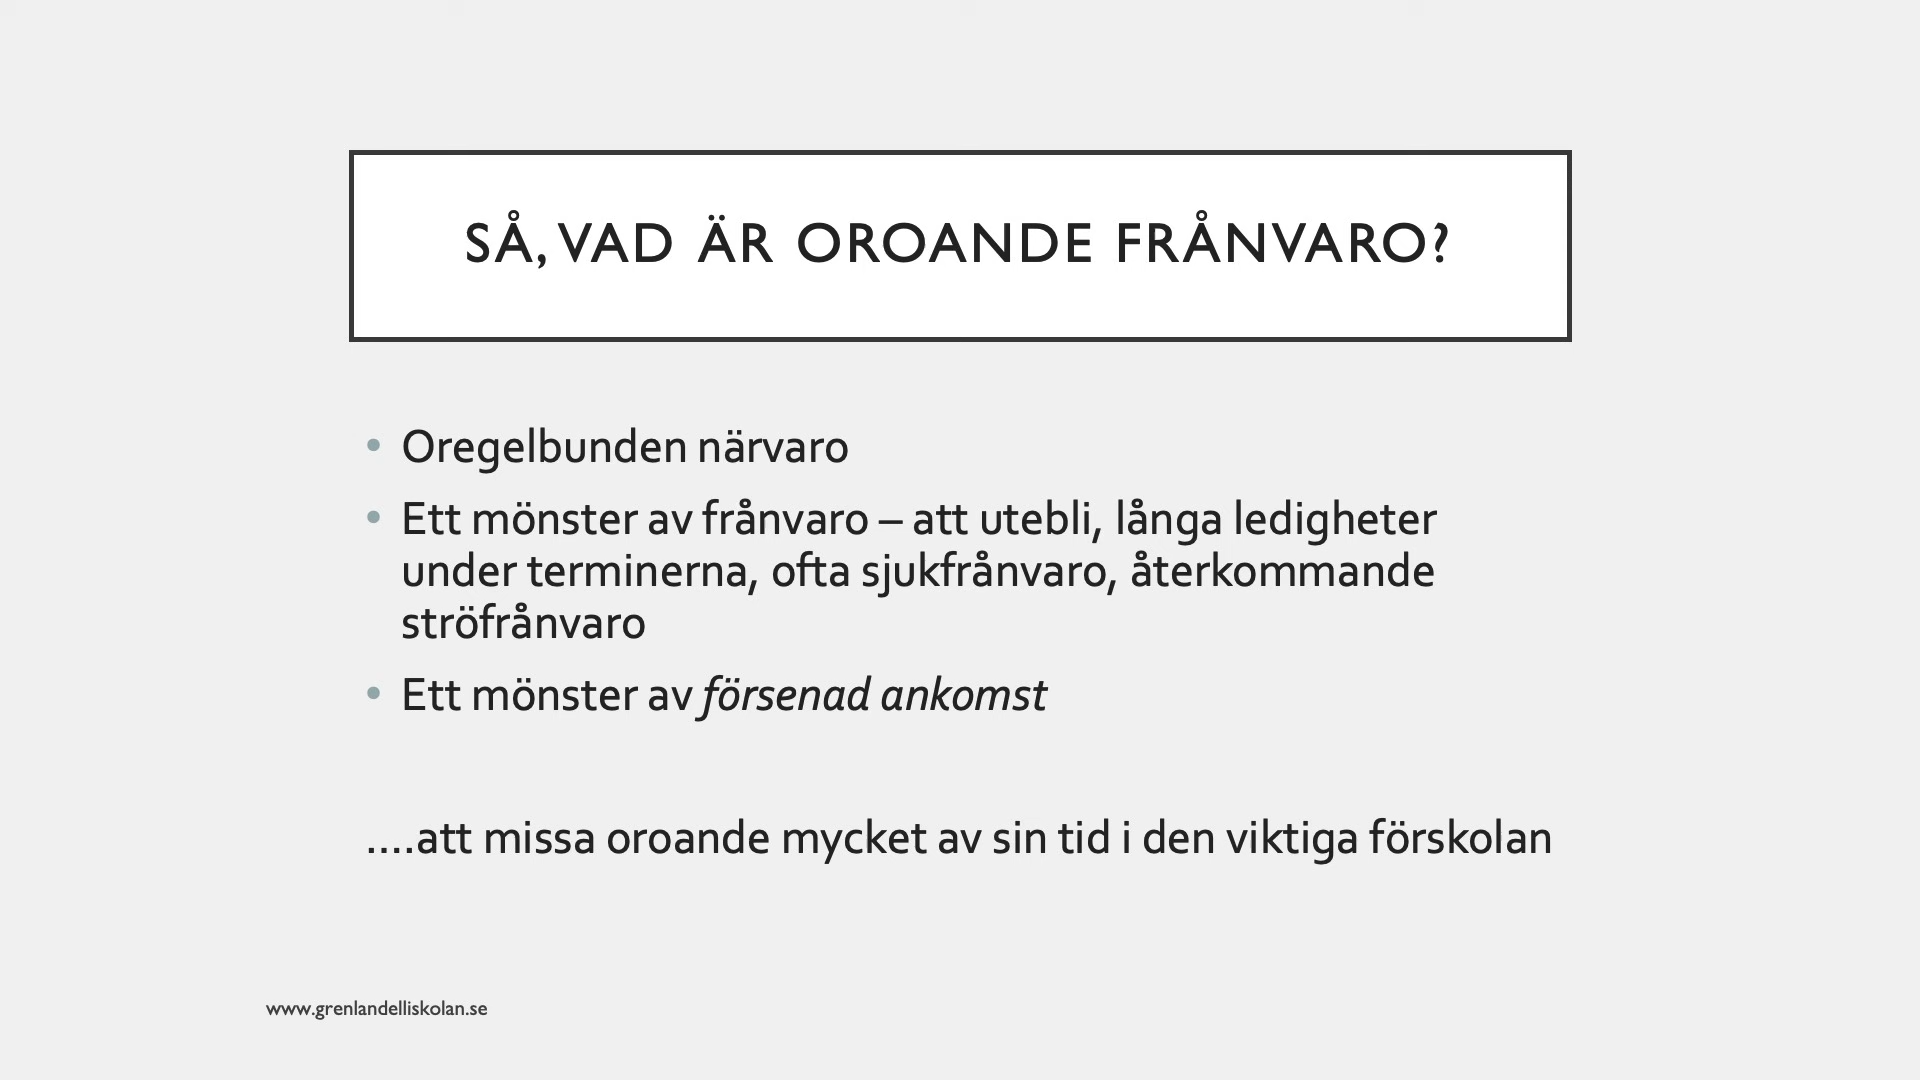 SÅ, VAD ÄR OROANDE FRÅNVARO?
• Oregelbunden närvaro
• Ett mönster av frånvaro – att utebli, långa ledigheter
under terminerna, ofta sjukfrånvaro, återkommande
ströfrånvaro
• Ett mönster av försenad ankomst
....att missa oroande mycket av sin tid i den viktiga förskolan
www.grenlandelliskolan.se